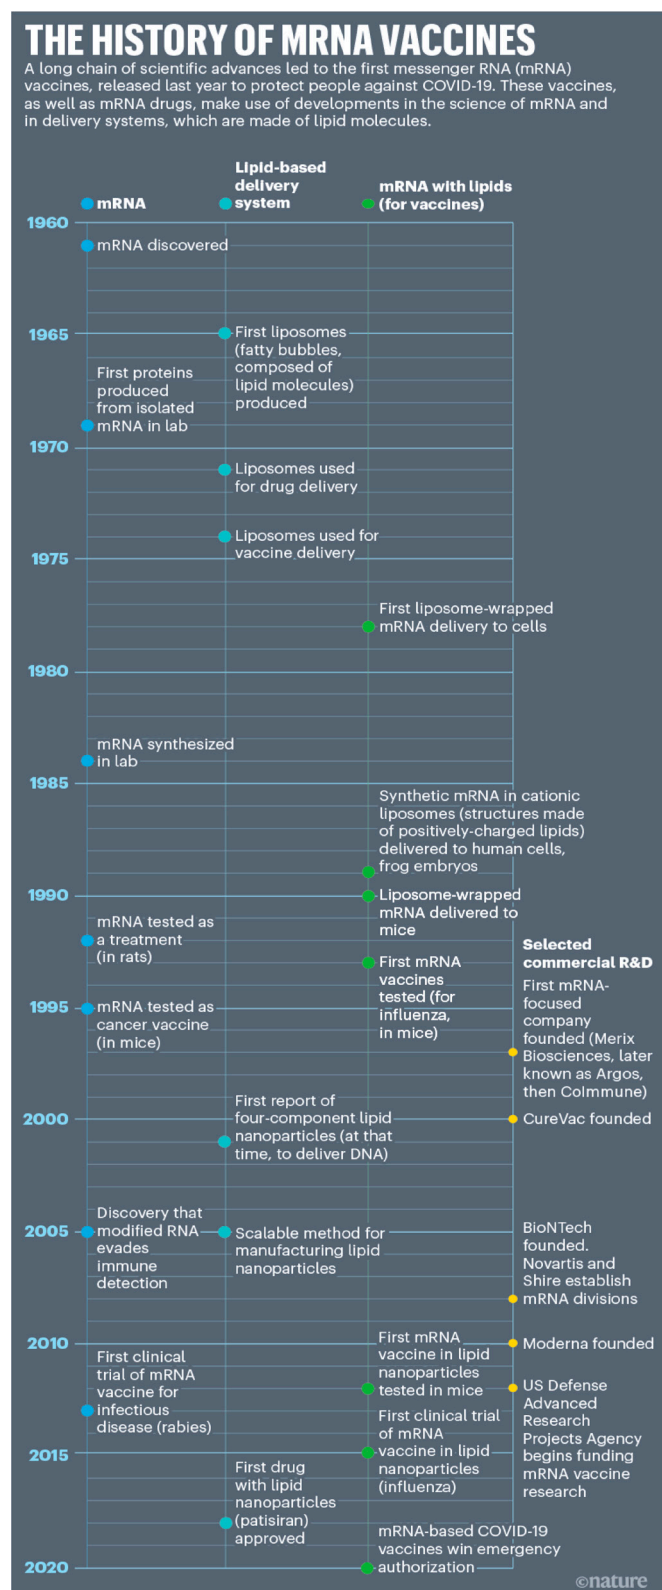 THE HISTORY OF MRNA VACCINES
A long chain of scientific advances led to the first messenger RNA (mRNA)
vaccines, released last year to protect people against COVID-19. These vaccines,
as well as mRNA drugs, make use of developments in the science of mRNA and
in delivery systems, which are made of lipid molecules.
mRNA
Lipid-based
delivery
system
mRNA with lipids
(for vaccines)
1960
mRNA discovered
1965
First liposomes
(fatty bubbles,
composed of
lipid molecules)
produced
First proteins
produced
from isolated
mRNA in lab
1970
Liposomes used
for drug delivery
Liposomes used for
vaccine delivery
1975
First liposome-wrapped
mRNA delivery to cells
1980
mRNA synthesized
in lab
1985
Synthetic mRNA in cationic
liposomes (structures made
of positively-charged lipids)
delivered to human cells,
frog embryos
1990
Liposome-wrapped
mRNA delivered to
mice
mRNA tested as
a treatment
(in rats)
First mRNA
vaccines
tested (for
influenza,
in mice)
Selected
commercial R&D
First mRNA-
focused
company
founded (Merix
Biosciences, later
known as Argos,
then CoImmune)
1995
mRNA tested as
cancer vaccine
(in mice)
2000
CureVac founded
First report of
four-component lipid
nanoparticles (at that
time, to deliver DNA)
2005
Discovery that
modified RNA
evades
immune
detection
Scalable method for
manufacturing lipid
nanoparticles
BioNTech
founded.
Novartis and
Shire establish
mRNA divisions
2010
Moderna founded
First clinical
trial of mRNA
vaccine for
infectious
disease (rabies)
First mRNA
vaccine in lipid
nanoparticles
tested in mice
US Defense
Advanced
Research
Projects Agency
begins funding
mRNA vaccine
research
2015
First clinical trial
of mRNA
vaccine in lipid
nanoparticles
(influenza)
First drug
with lipid
nanoparticles
(patisiran)
approved
mRNA-based COVID-19
vaccines win emergency
authorization
2020
©nature